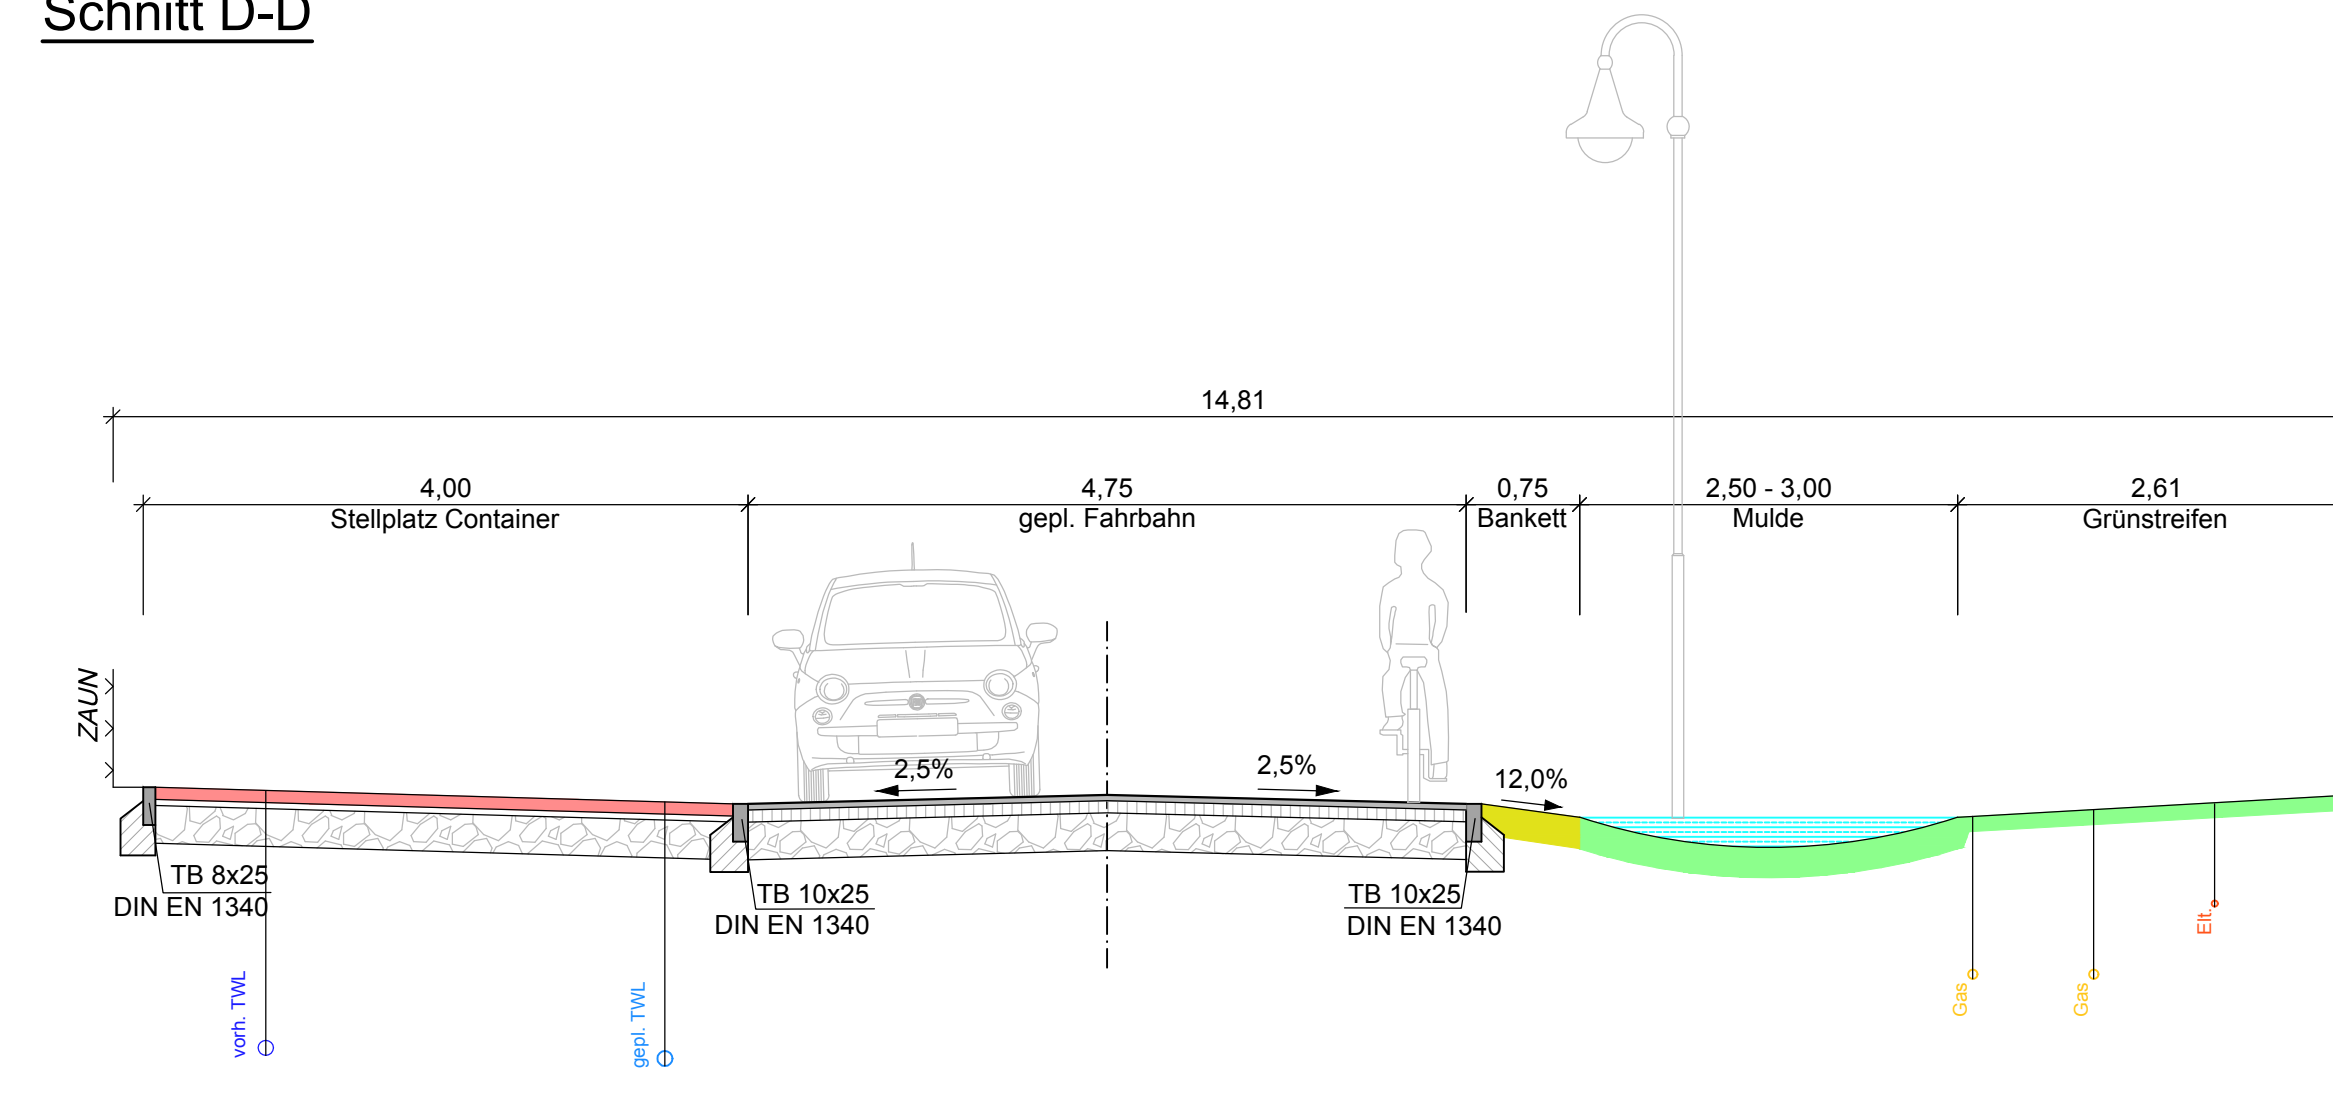 Schnitt D-D
14,81
4,00
Stellplatz Container
4,75
gepl. Fahrbahn
0,75
Bankett
2,50 - 3,00
Mulde
2,61
Grünstreifen
ZAUN
2,5%
2,5%
12,0%
TB 8x25
DIN EN 1340
TB 10x25
DIN EN 1340
TB 10x25
DIN EN 1340
vorh. TWL
gepl. TWL
Gas
Gas
Elt.